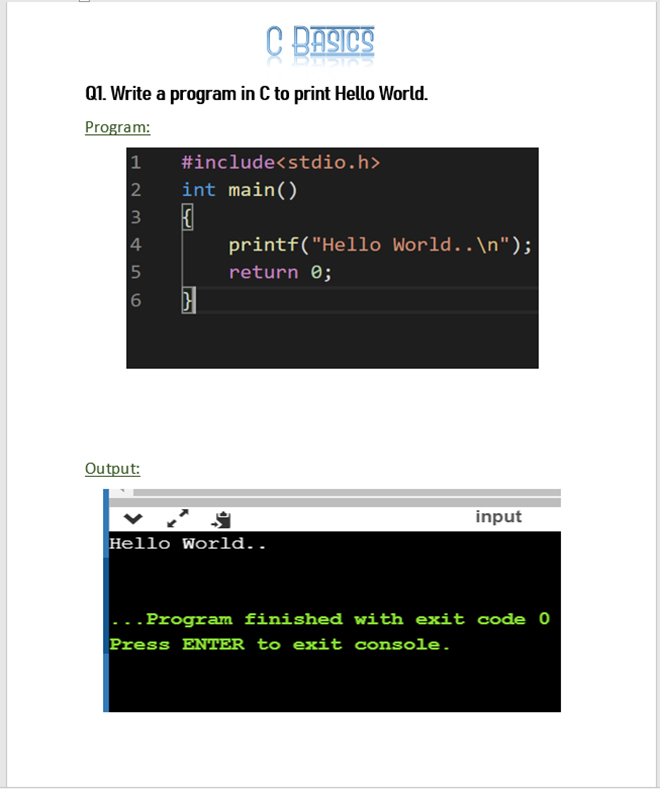 C BASICS
Q1. Write a program in C to print Hello World.
Program:
1 #include<stdio.h>
2 int main()
3 {
4 printf("Hello World..\n");
5 return 0;
6 }
Output:
input
Hello World..
...Program finished with exit code 0
Press ENTER to exit console.